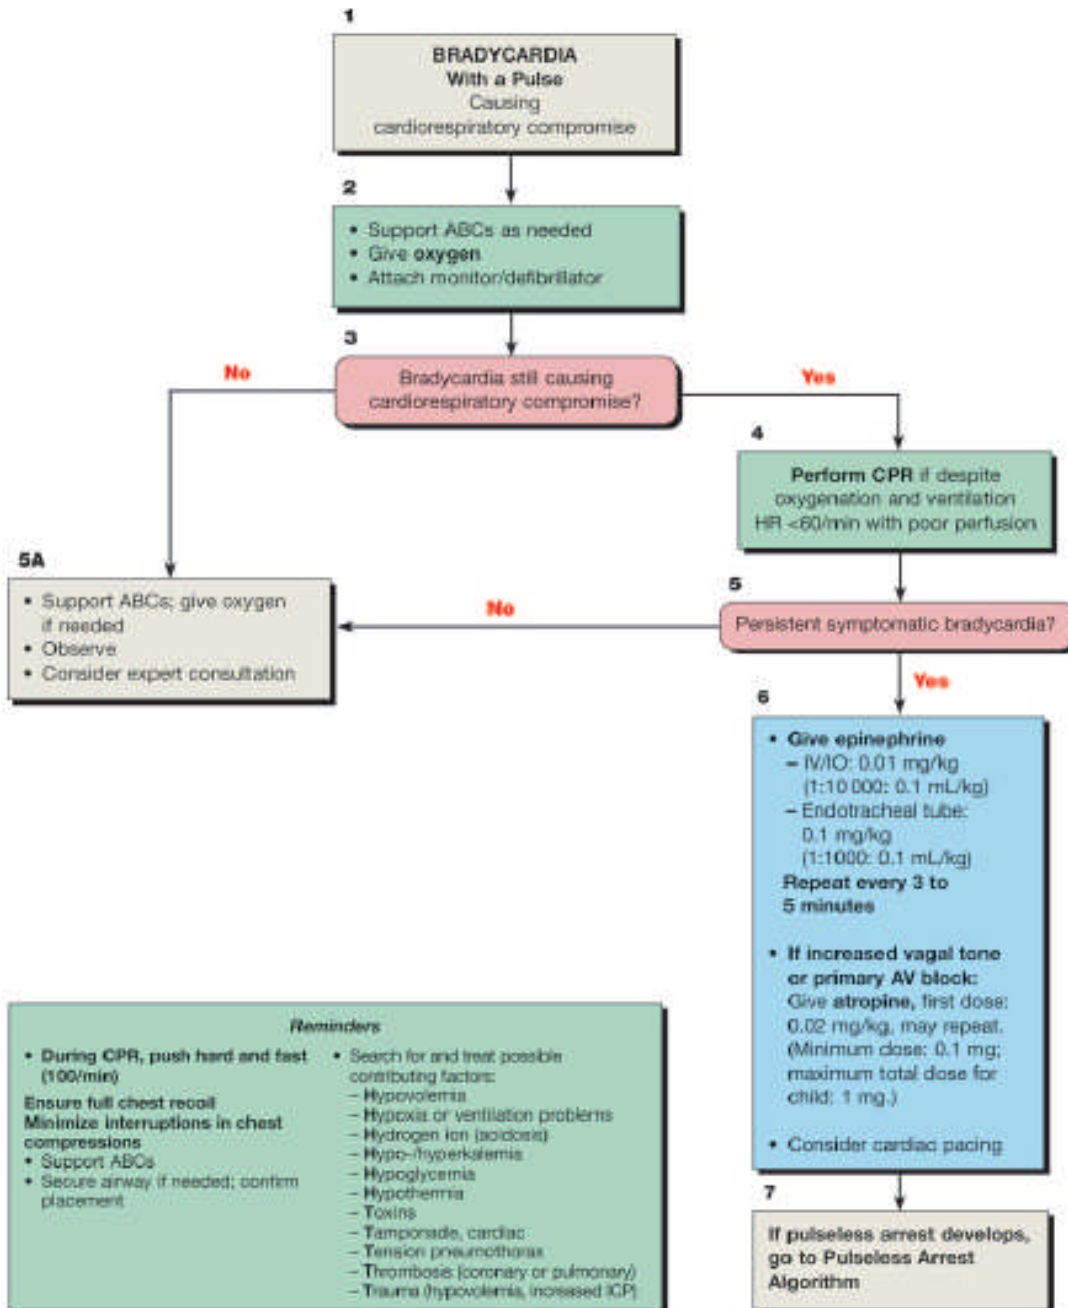 1
BRADYCARDIA
With a Pulse
Causing
cardiorespiratory compromise
2
• Support ABCs as needed
• Give oxygen
• Attach monitor/defibrillator
3
Bradycardia still causing
cardiorespiratory compromise?
No
Yes
4
Perform CPR if despite
oxygenation and ventilation
HR <60/min with poor perfusion
5A
• Support ABCs; give oxygen
if needed
• Observe
• Consider expert consultation
No
5
Persistent symptomatic bradycardia?
Yes
6
• Give epinephrine
– IV/IO: 0.01 mg/kg
(1:10 000: 0.1 mL/kg)
– Endotracheal tube:
0.1 mg/kg
(1:1000: 0.1 mL/kg)
Repeat every 3 to
5 minutes
• If increased vagal tone
or primary AV block:
Give atropine, first dose:
0.02 mg/kg, may repeat.
(Minimum dose: 0.1 mg;
maximum total dose for
child: 1 mg.)
• Consider cardiac pacing
7
If pulseless arrest develops,
go to Pulseless Arrest
Algorithm
Reminders
• During CPR, push hard and fast
(100/min)
Ensure full chest recoil
Minimize interruptions in chest
compressions
• Support ABCs
• Secure airway if needed; confirm
placement
• Search for and treat possible
contributing factors:
– Hypovolemia
– Hypoxia or ventilation problems
– Hydrogen ion (acidosis)
– Hypo-/hyperkalemia
– Hypoglycemia
– Hypothermia
– Toxins
– Tamponade, cardiac
– Tension pneumothorax
– Thrombosis (coronary or pulmonary)
– Trauma (hypovolemia, increased ICP)